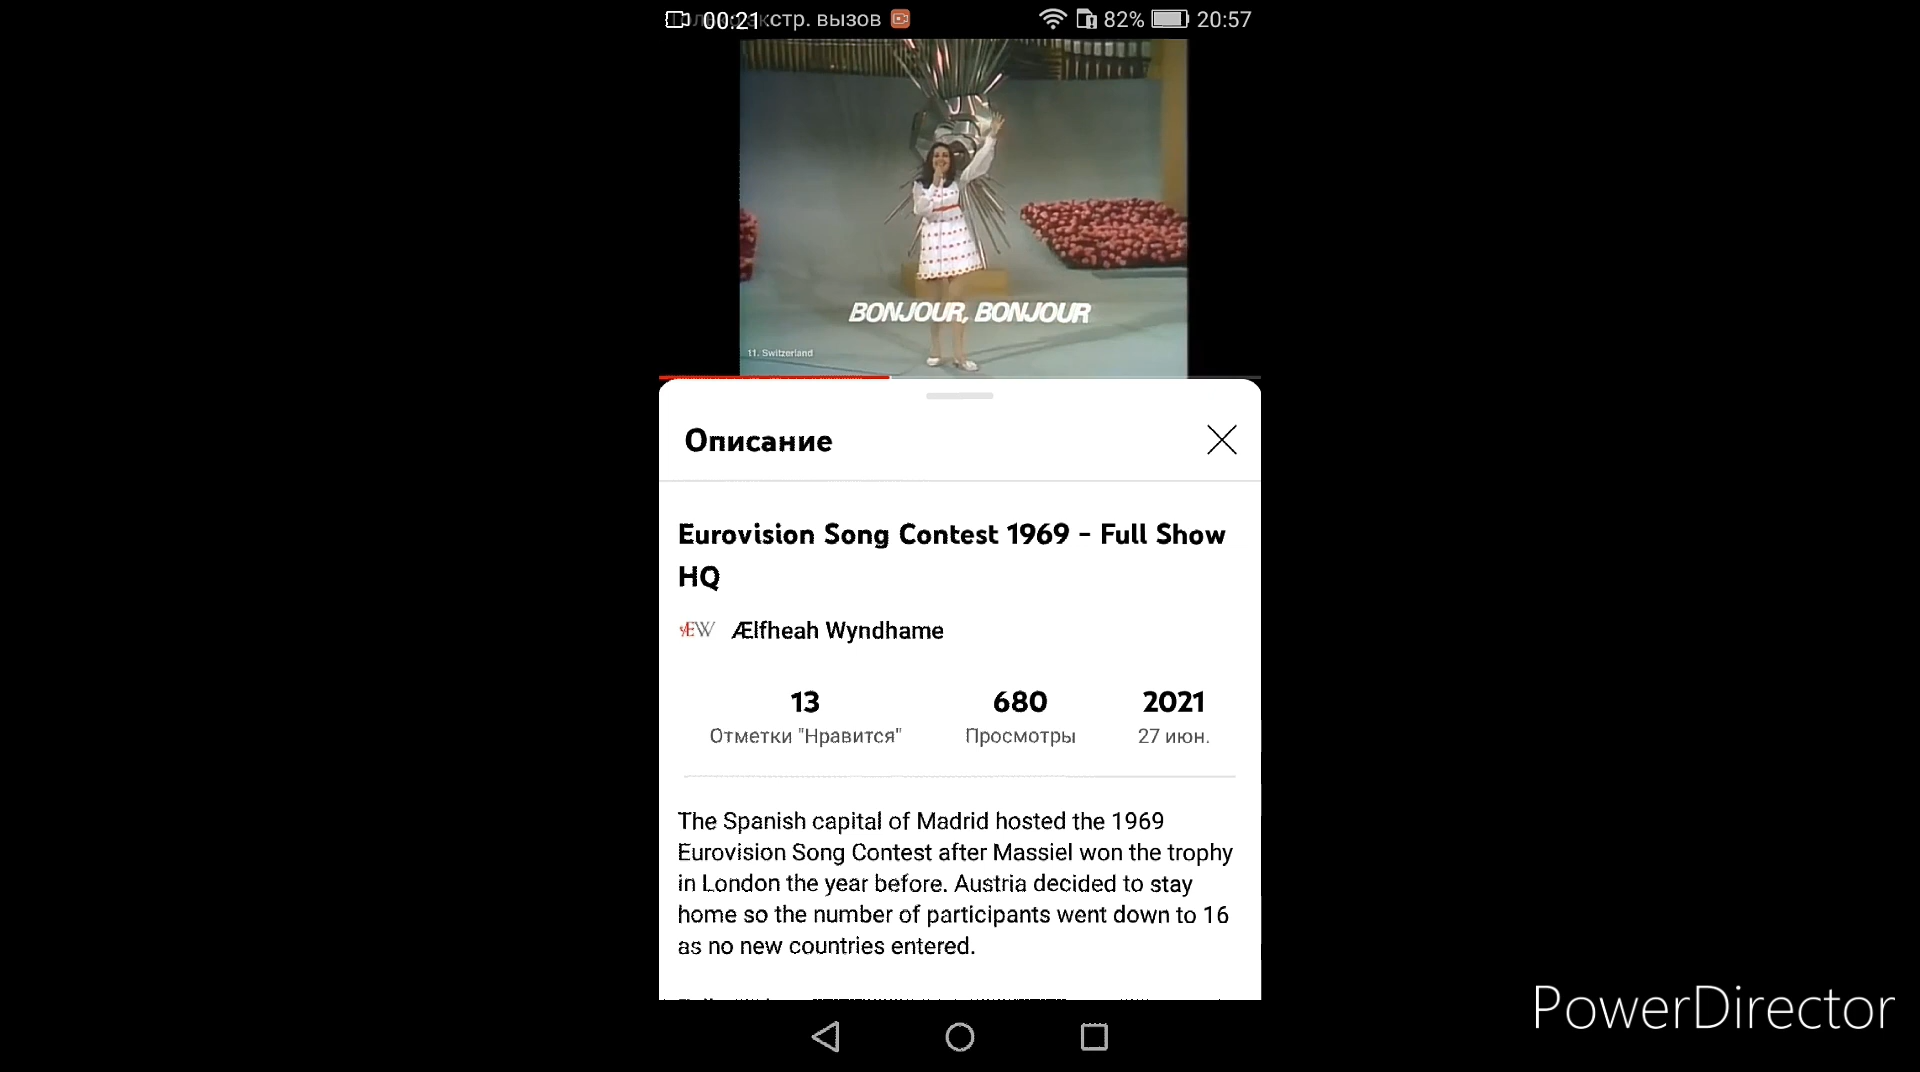 00:21 стр. вызов 82% 20:57
BONJOUR, BONJOUR
11. Switzerland
Описание
Eurovision Song Contest 1969 - Full Show
HQ
ÆW Ælfheah Wyndhame
13 680 2021
Отметки "Нравится" Просмотры 27 июн.
The Spanish capital of Madrid hosted the 1969
Eurovision Song Contest after Massiel won the trophy
in London the year before. Austria decided to stay
home so the number of participants went down to 16
as no new countries entered.
PowerDirector